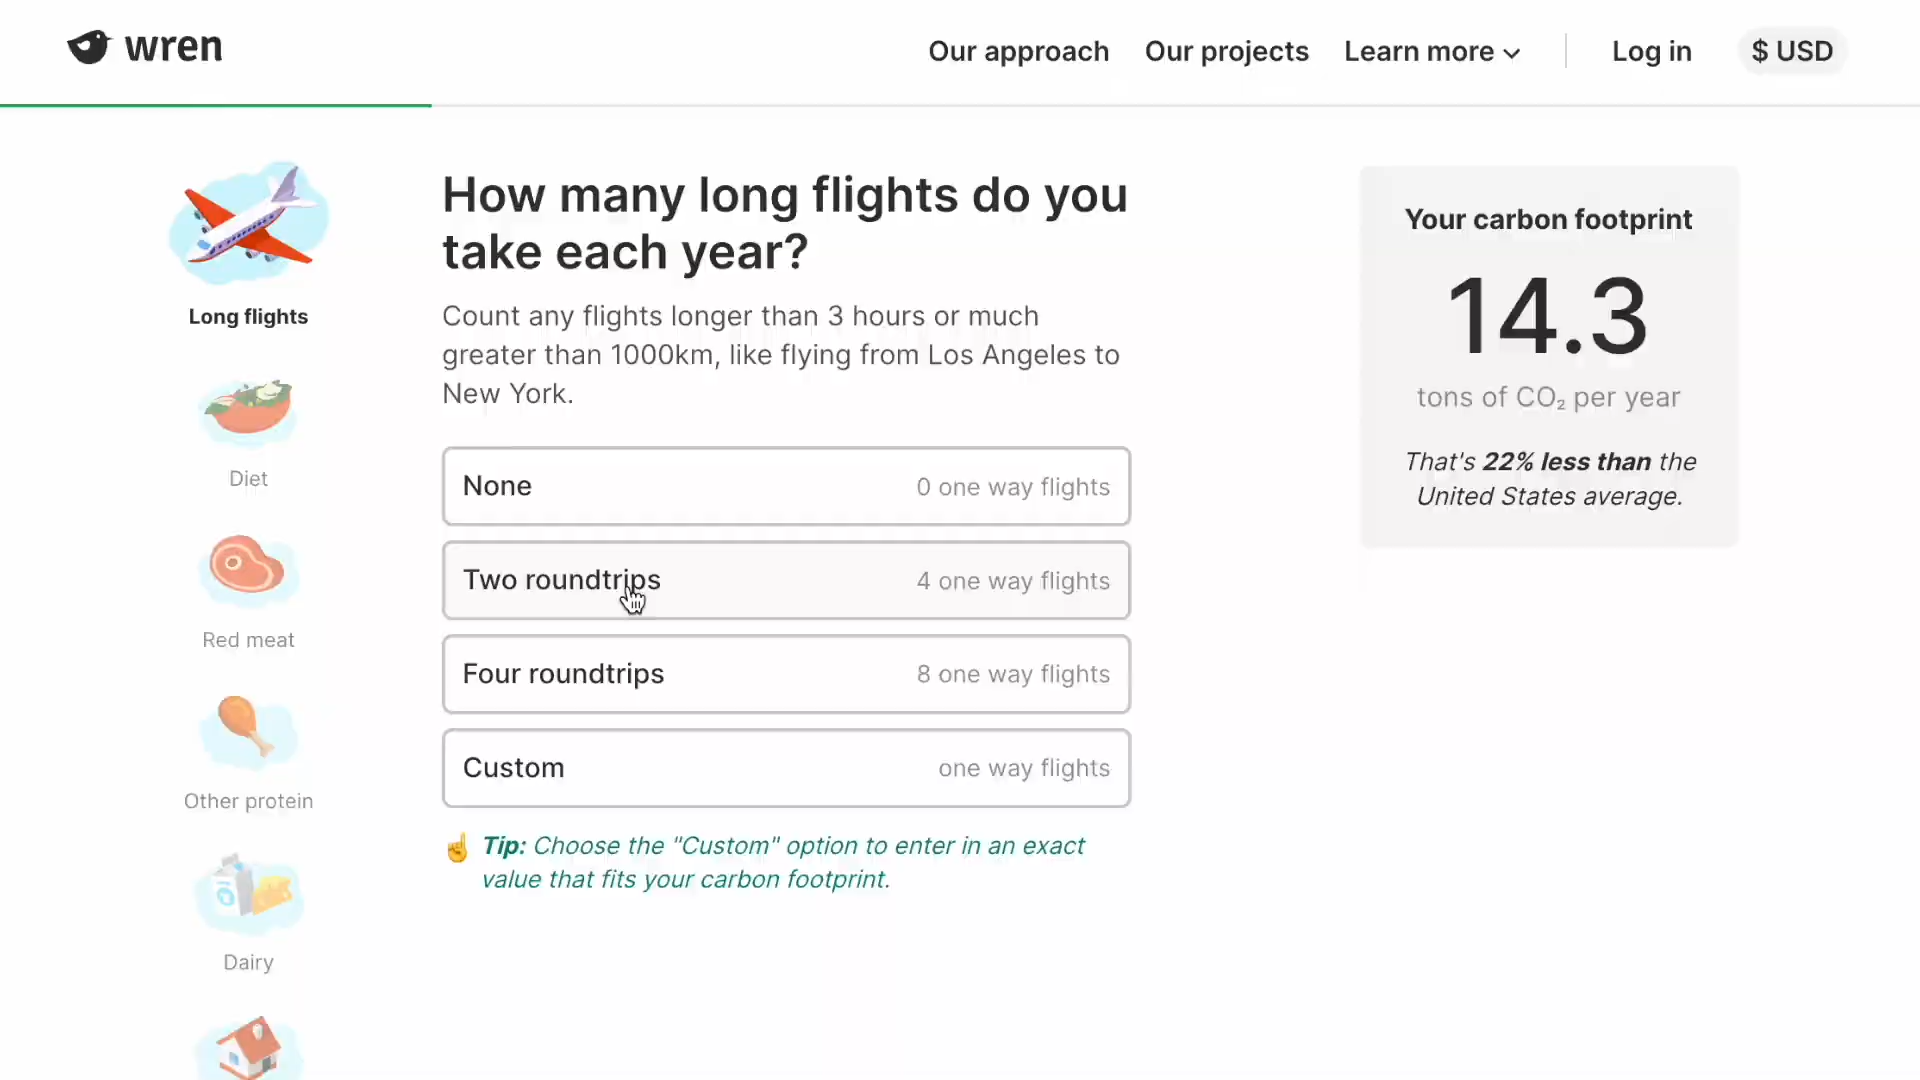 wren
Our approach
Our projects
Learn more
Log in
$ USD
Long flights
Diet
Red meat
Other protein
Dairy
How many long flights do you
take each year?
Count any flights longer than 3 hours or much
greater than 1000km, like flying from Los Angeles to
New York.
None 0 one way flights
Two roundtrips 4 one way flights
Four roundtrips 8 one way flights
Custom one way flights
Tip: Choose the "Custom" option to enter in an exact
value that fits your carbon footprint.
Your carbon footprint
14.3
tons of CO₂ per year
That's 22% less than the
United States average.